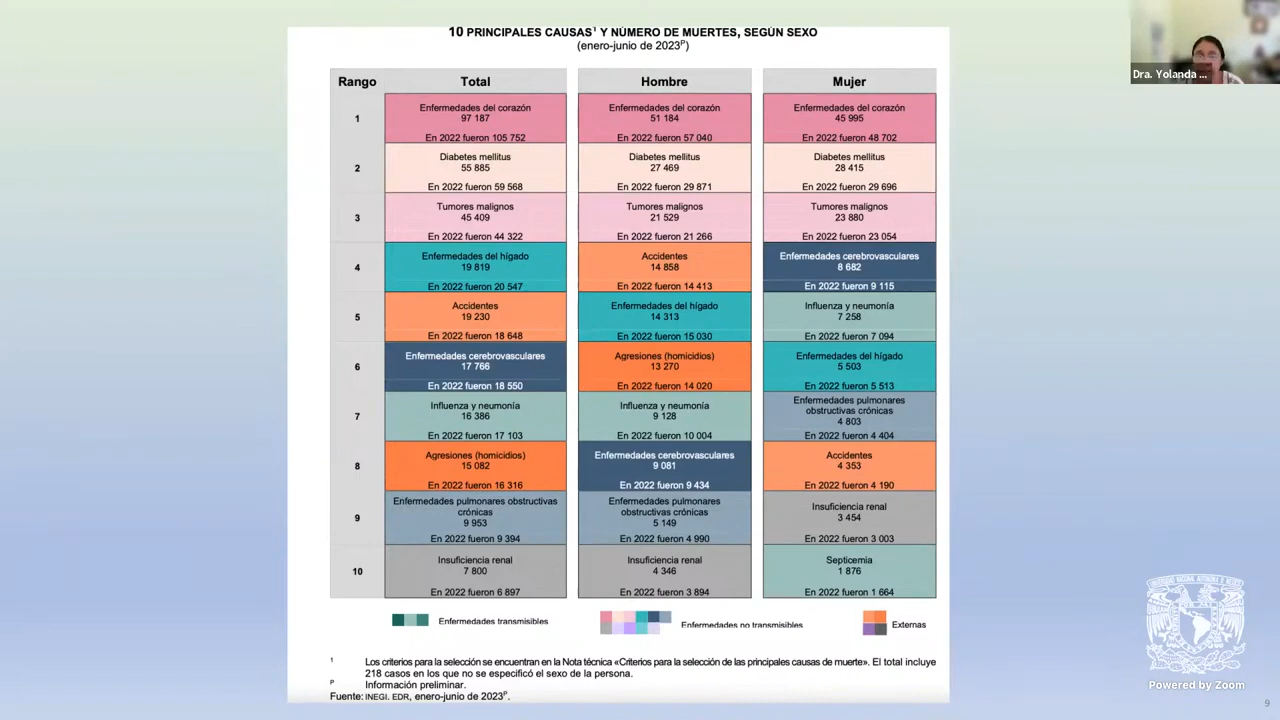 10 PRINCIPALES CAUSAS¹ Y NÚMERO DE MUERTES, SEGÚN SEXO
(enero-junio de 2023ᴾ)
Dra. Yolanda ...
Rango Total Hombre Mujer
1
Enfermedades del corazón
97 187
En 2022 fueron 105 752
Enfermedades del corazón
51 184
En 2022 fueron 57 040
Enfermedades del corazón
45 995
En 2022 fueron 48 702
2
Diabetes mellitus
55 885
En 2022 fueron 59 568
Diabetes mellitus
27 469
En 2022 fueron 29 871
Diabetes mellitus
28 415
En 2022 fueron 29 696
3
Tumores malignos
45 409
En 2022 fueron 44 322
Tumores malignos
21 529
En 2022 fueron 21 266
Tumores malignos
23 880
En 2022 fueron 23 054
4
Enfermedades del hígado
19 819
En 2022 fueron 20 547
Accidentes
14 858
En 2022 fueron 14 413
Enfermedades cerebrovasculares
8 682
En 2022 fueron 9 115
5
Accidentes
19 230
En 2022 fueron 18 648
Enfermedades del hígado
14 313
En 2022 fueron 15 030
Influenza y neumonía
7 258
En 2022 fueron 7 094
6
Enfermedades cerebrovasculares
17 766
En 2022 fueron 18 550
Agresiones (homicidios)
13 270
En 2022 fueron 14 020
Enfermedades del hígado
5 503
En 2022 fueron 5 513
7
Influenza y neumonía
16 386
En 2022 fueron 17 103
Influenza y neumonía
9 128
En 2022 fueron 10 004
Enfermedades pulmonares
obstructivas crónicas
4 803
En 2022 fueron 4 404
8
Agresiones (homicidios)
15 082
En 2022 fueron 16 316
Enfermedades cerebrovasculares
9 081
En 2022 fueron 9 434
Accidentes
4 353
En 2022 fueron 4 190
9
Enfermedades pulmonares obstructivas
crónicas
9 953
En 2022 fueron 9 394
Enfermedades pulmonares
obstructivas crónicas
5 149
En 2022 fueron 4 990
Insuficiencia renal
3 454
En 2022 fueron 3 003
10
Insuficiencia renal
7 800
En 2022 fueron 6 897
Insuficiencia renal
4 346
En 2022 fueron 3 894
Septicemia
1 876
En 2022 fueron 1 664
Enfermedades transmisibles
Enfermedades no transmisibles
Externas
1 Los criterios para la selección se encuentran en la Nota técnica «Criterios para la selección de las principales causas de muerte». El total incluye
218 casos en los que no se especificó el sexo de la persona.
P Información preliminar.
Fuente: INEGI. EDR, enero-junio de 2023ᴾ.
Powered by Zoom
9